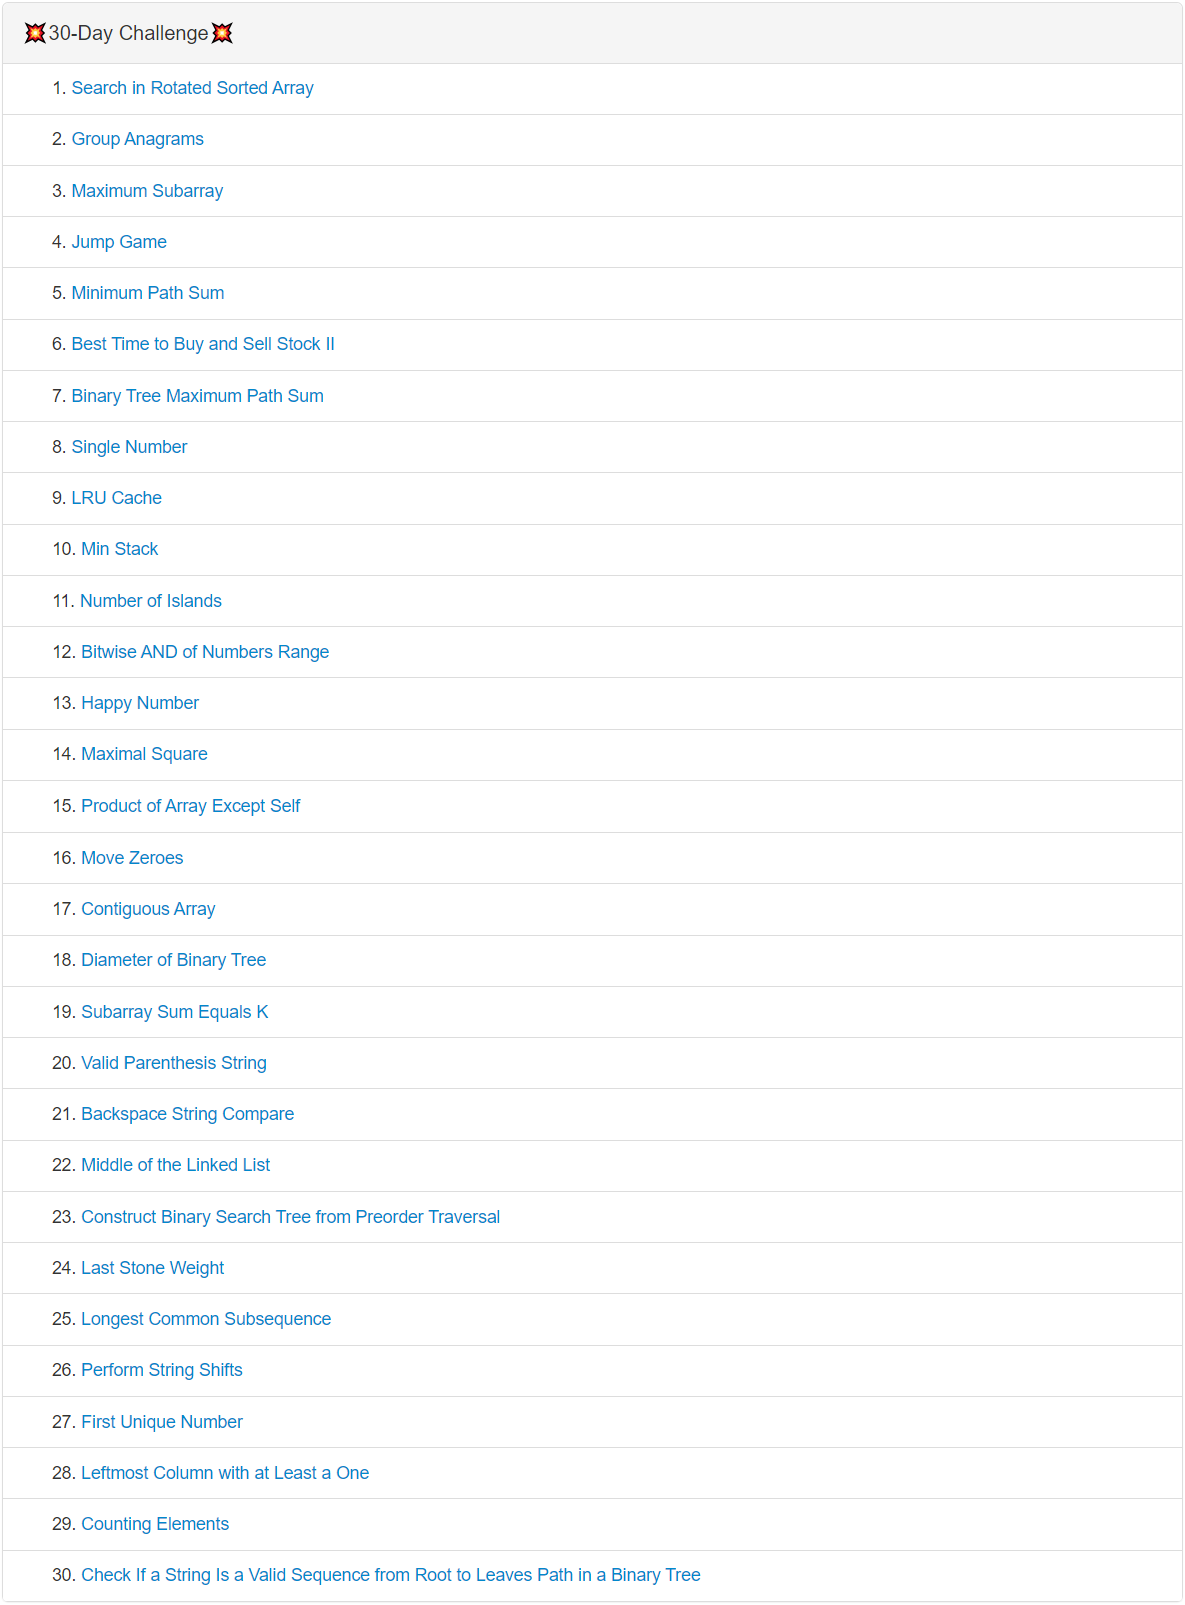 💥30-Day Challenge💥
1. Search in Rotated Sorted Array
2. Group Anagrams
3. Maximum Subarray
4. Jump Game
5. Minimum Path Sum
6. Best Time to Buy and Sell Stock II
7. Binary Tree Maximum Path Sum
8. Single Number
9. LRU Cache
10. Min Stack
11. Number of Islands
12. Bitwise AND of Numbers Range
13. Happy Number
14. Maximal Square
15. Product of Array Except Self
16. Move Zeroes
17. Contiguous Array
18. Diameter of Binary Tree
19. Subarray Sum Equals K
20. Valid Parenthesis String
21. Backspace String Compare
22. Middle of the Linked List
23. Construct Binary Search Tree from Preorder Traversal
24. Last Stone Weight
25. Longest Common Subsequence
26. Perform String Shifts
27. First Unique Number
28. Leftmost Column with at Least a One
29. Counting Elements
30. Check If a String Is a Valid Sequence from Root to Leaves Path in a Binary Tree